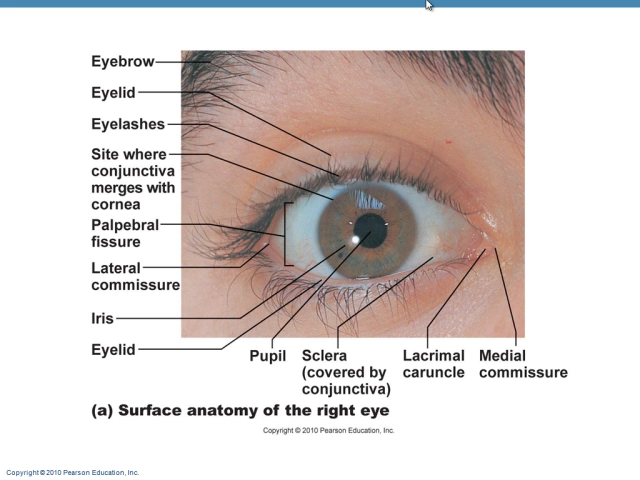 Eyebrow
Eyelid
Eyelashes
Site where
conjunctiva
merges with
cornea
Palpebral
fissure
Lateral
commissure
Iris
Eyelid
Pupil
Sclera
(covered by
conjunctiva)
Lacrimal
caruncle
Medial
commissure
(a) Surface anatomy of the right eye
Copyright © 2010 Pearson Education, Inc.
Copyright © 2010 Pearson Education, Inc.